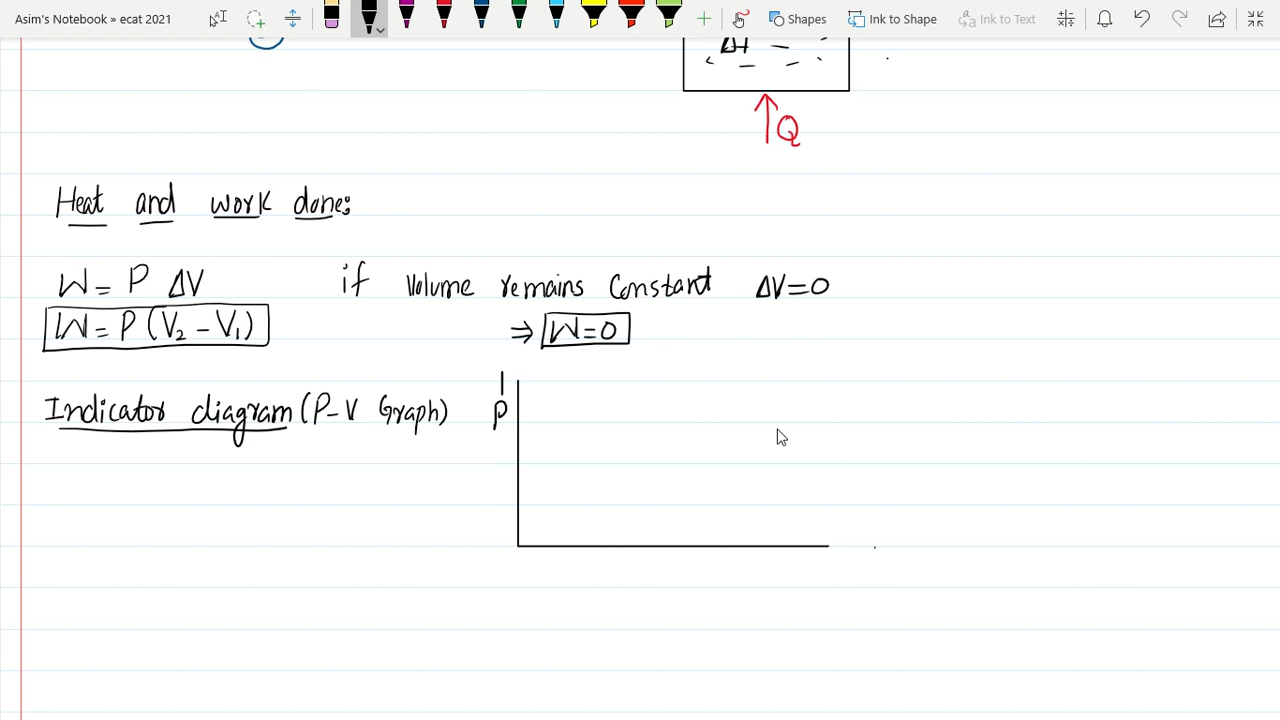 Asim's Notebook » ecat 2021
Shapes
Ink to Shape
Ink to Text
Q
Heat and work done:
W = P ΔV if Volume remains Constant ΔV=0
W = P (V₂ - V₁) ⇒ W=0
Indicator diagram (P-V Graph) P